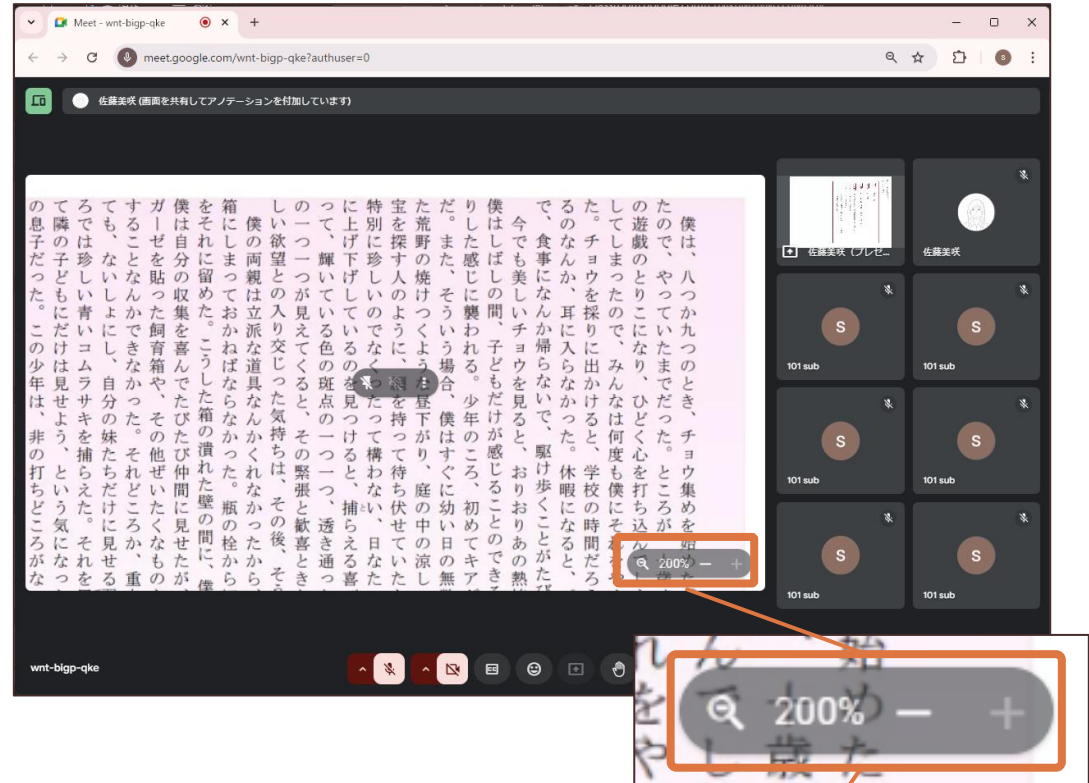 Meet - wnt-bigp-qke
meet.google.com/wnt-bigp-qke?authuser=0
佐藤美咲 (画面を共有してアノテーションを付加しています)
僕は、八つか九つのとき、チョウ集めを始めた
たので、やっていたまでだった。ところが、十歳
の遊戯のとりこになり、ひどく心を打ち込んでし
してしまったので、みんなは何度も僕にそれをや
た。チョウを採りに出かけると、学校の時間だろ
るのなんか、耳に入らなかった。休暇になると、
で、食事になんか帰らないで、駆け歩くことがたび
今でも美しいチョウを見ると、おりおりあの熱
僕はしばしの間、子どもだけが感じることのでき
りした感じに襲われる。少年のころ、初めてキア
だ。また、そういう場合、僕はすぐに幼い日の無
た荒野の焼けつくような昼下がり、庭の中の涼し
宝を探す人のように、網を持って待ち伏せていた
特別に珍しいのでなくったって構わない、日なた
に上げ下げしているのを見つけると、捕らえる喜
って、輝いている色の斑点の一つ一つ、透き通っ
の一つ一つが見えてくると、その緊張と歓喜とき
しい欲望との入り交じった気持ちは、その後、そ
僕の両親は立派な道具なんかくれなかったから
箱にしまっておかねばならなかった。瓶の栓から
をそれに留めた。こうした箱の潰れた壁の間に、僕
僕は自分の収集を喜んでたびたび仲間に見せたが、
ガーゼを貼った飼育箱や、その他ぜいたくなもの
することなんかできなかった。それどころか、重
ても、ないしょにし、自分の妹たちだけに見せる
ろでは珍しい青いコムラサキを捕らえた。それを
て隣の子どもにだけは見せよう、という気になっ
の息子だった。この少年は、非の打ちどころがな
200% − +
佐藤美咲 (プレゼ...
佐藤美咲
S
101 sub
S
101 sub
S
101 sub
S
101 sub
S
101 sub
S
101 sub
wnt-bigp-qke
200% − +
始めた
十歳
んでし
れをや